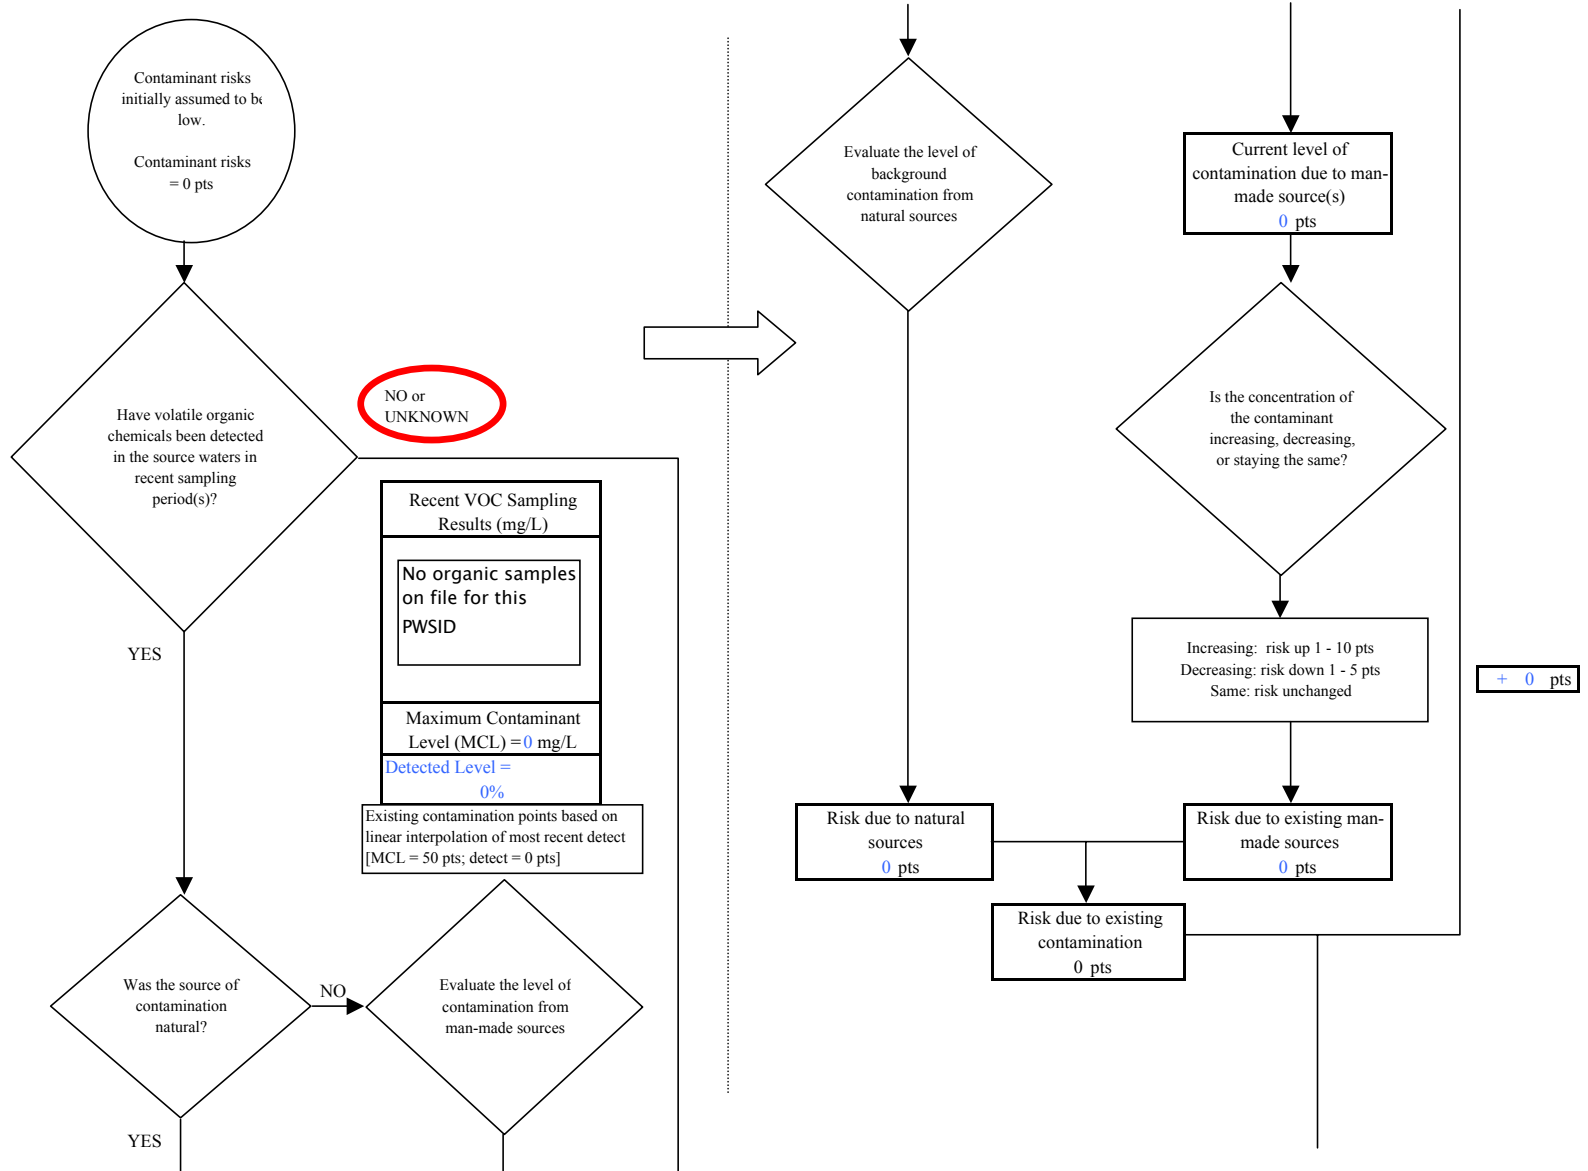 Contaminant risks
initially assumed to be
low.
Contaminant risks
= 0 pts
Have volatile organic
chemicals been detected
in the source waters in
recent sampling
period(s)?
NO or
UNKNOWN
YES
Recent VOC Sampling
Results (mg/L)
No organic samples
on file for this
PWSID
Maximum Contaminant
Level (MCL) = 0 mg/L
Detected Level =
0%
Existing contamination points based on
linear interpolation of most recent detect
[MCL = 50 pts; detect = 0 pts]
Was the source of
contamination
natural?
NO
Evaluate the level of
contamination from
man-made sources
YES
Evaluate the level of
background
contamination from
natural sources
Current level of
contamination due to man-
made source(s)
0 pts
Is the concentration of
the contaminant
increasing, decreasing,
or staying the same?
Increasing: risk up 1 - 10 pts
Decreasing: risk down 1 - 5 pts
Same: risk unchanged
+ 0 pts
Risk due to natural
sources
0 pts
Risk due to existing man-
made sources
0 pts
Risk due to existing
contamination
0 pts